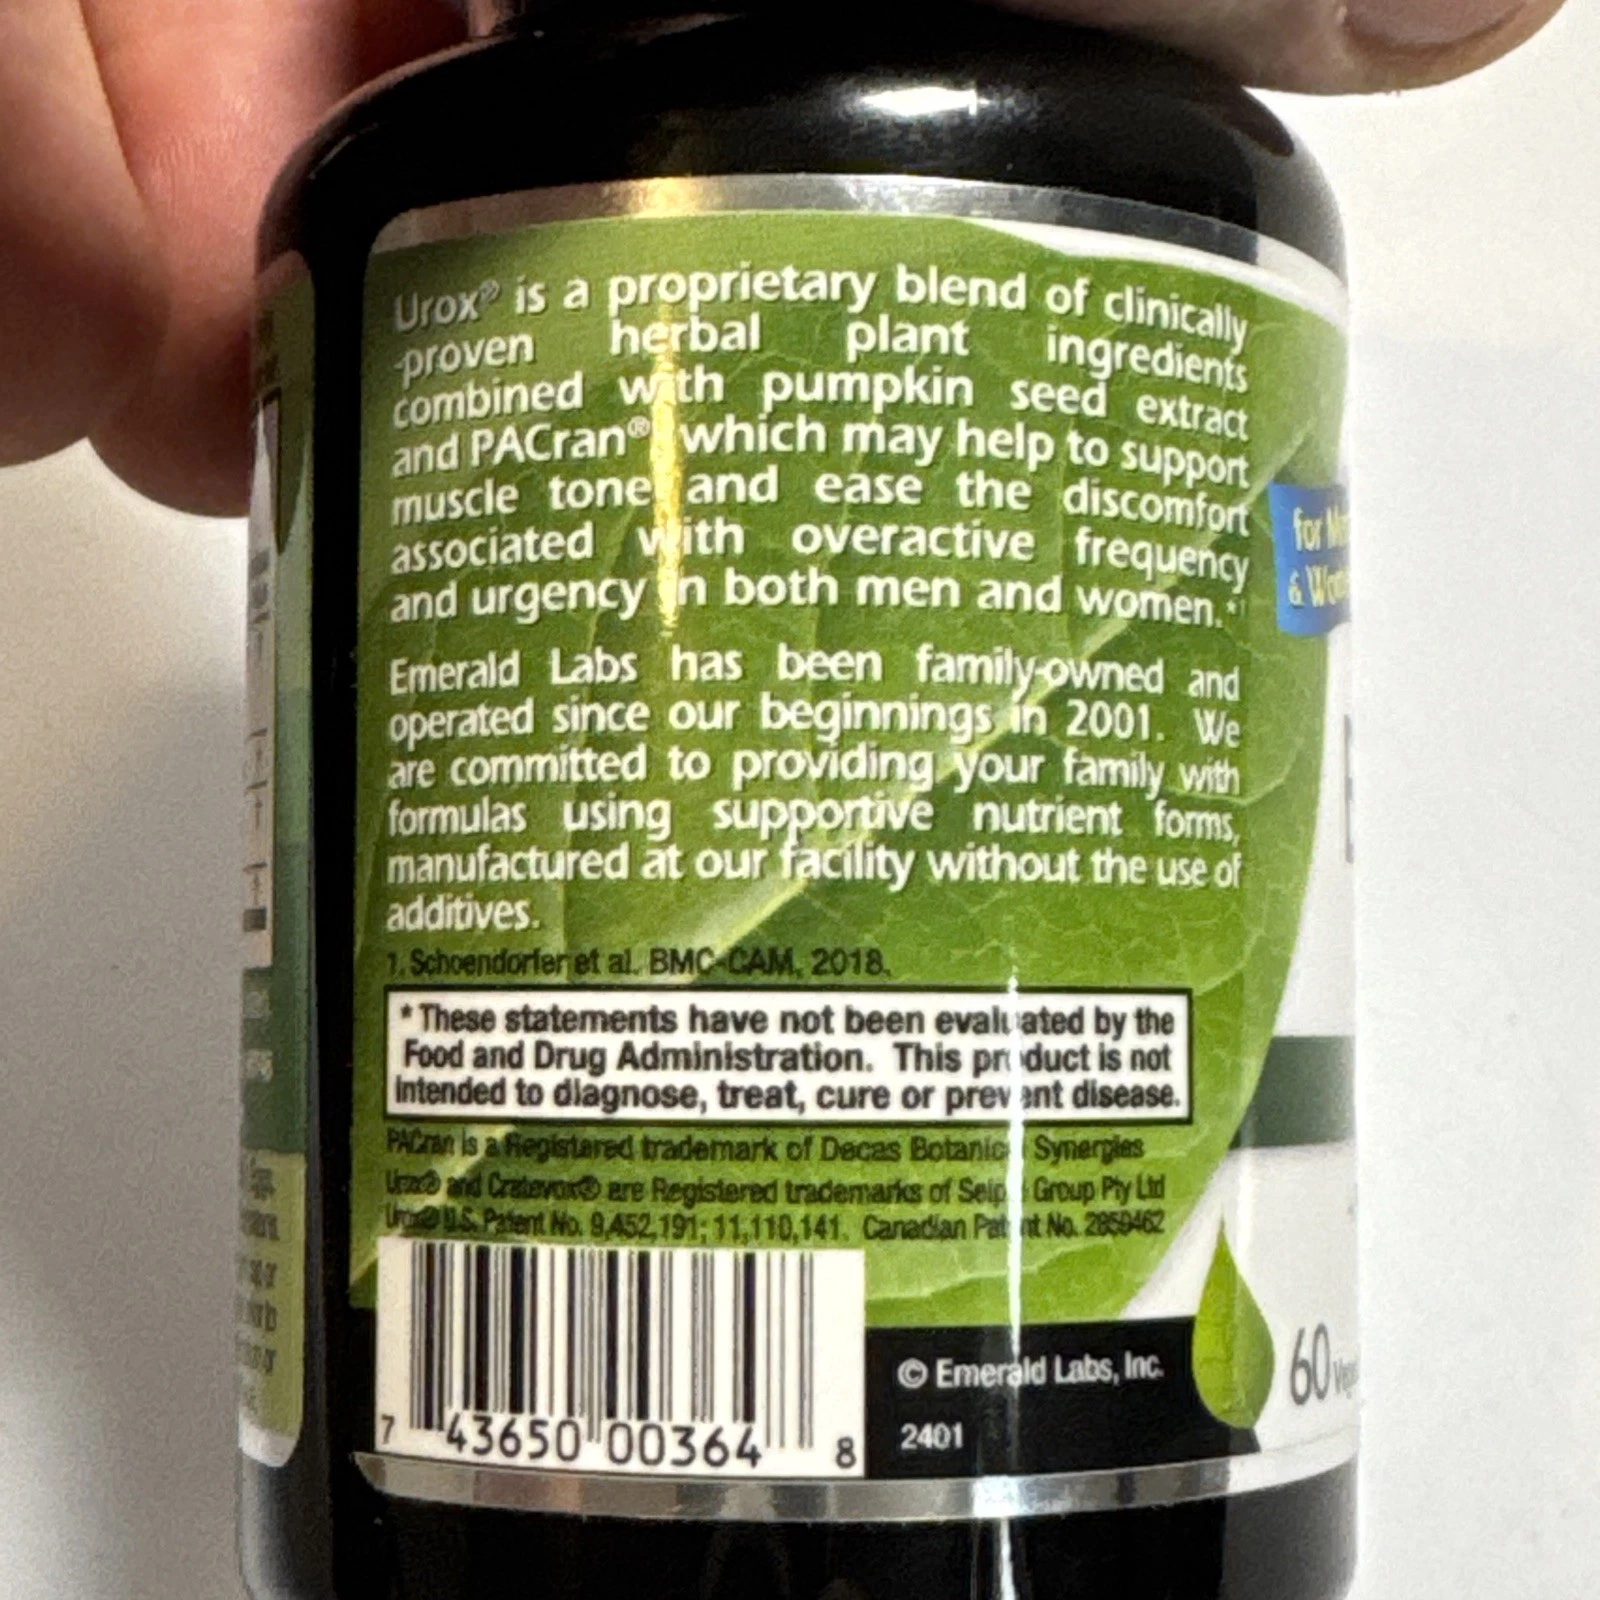 Urox® is a proprietary blend of clinically
-proven herbal plant ingredients
combined with pumpkin seed extract
and PACran® which may help to support
muscle tone and ease the discomfort
associated with overactive frequency
and urgency in both men and women.*¹
Emerald Labs has been family-owned and
operated since our beginnings in 2001. We
are committed to providing your family with
formulas using supportive nutrient forms,
manufactured at our facility without the use of
additives.
1. Schoendorfer et al. BMC-CAM, 2018.
* These statements have not been evaluated by the
Food and Drug Administration. This product is not
intended to diagnose, treat, cure or prevent disease.
PACran is a Registered trademark of Decas Botanical Synergies
Urox® and Cratevox® are Registered trademarks of Seipel Group Pty Ltd
Urox® U.S. Patent No. 9,452,191; 11,110,141. Canadian Patent No. 2859462
7 43650 00364 8
© Emerald Labs, Inc.
2401
for
&
60